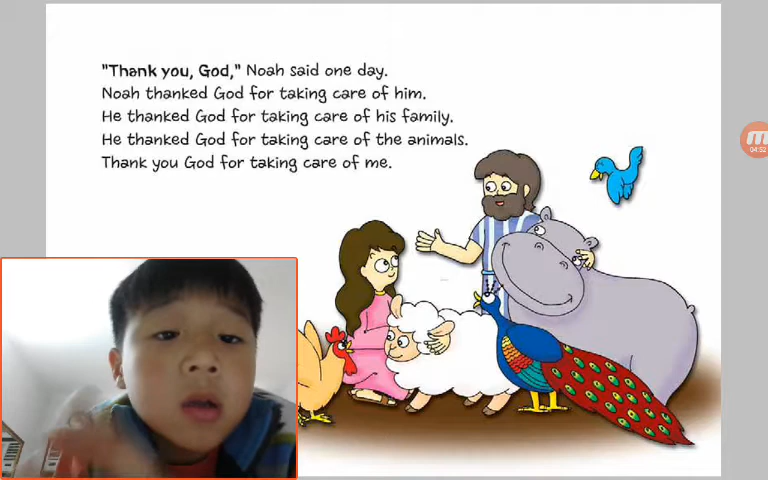 "Thank you, God," Noah said one day.
Noah thanked God for taking care of him.
He thanked God for taking care of his family.
He thanked God for taking care of the animals.
Thank you God for taking care of me.
04:52